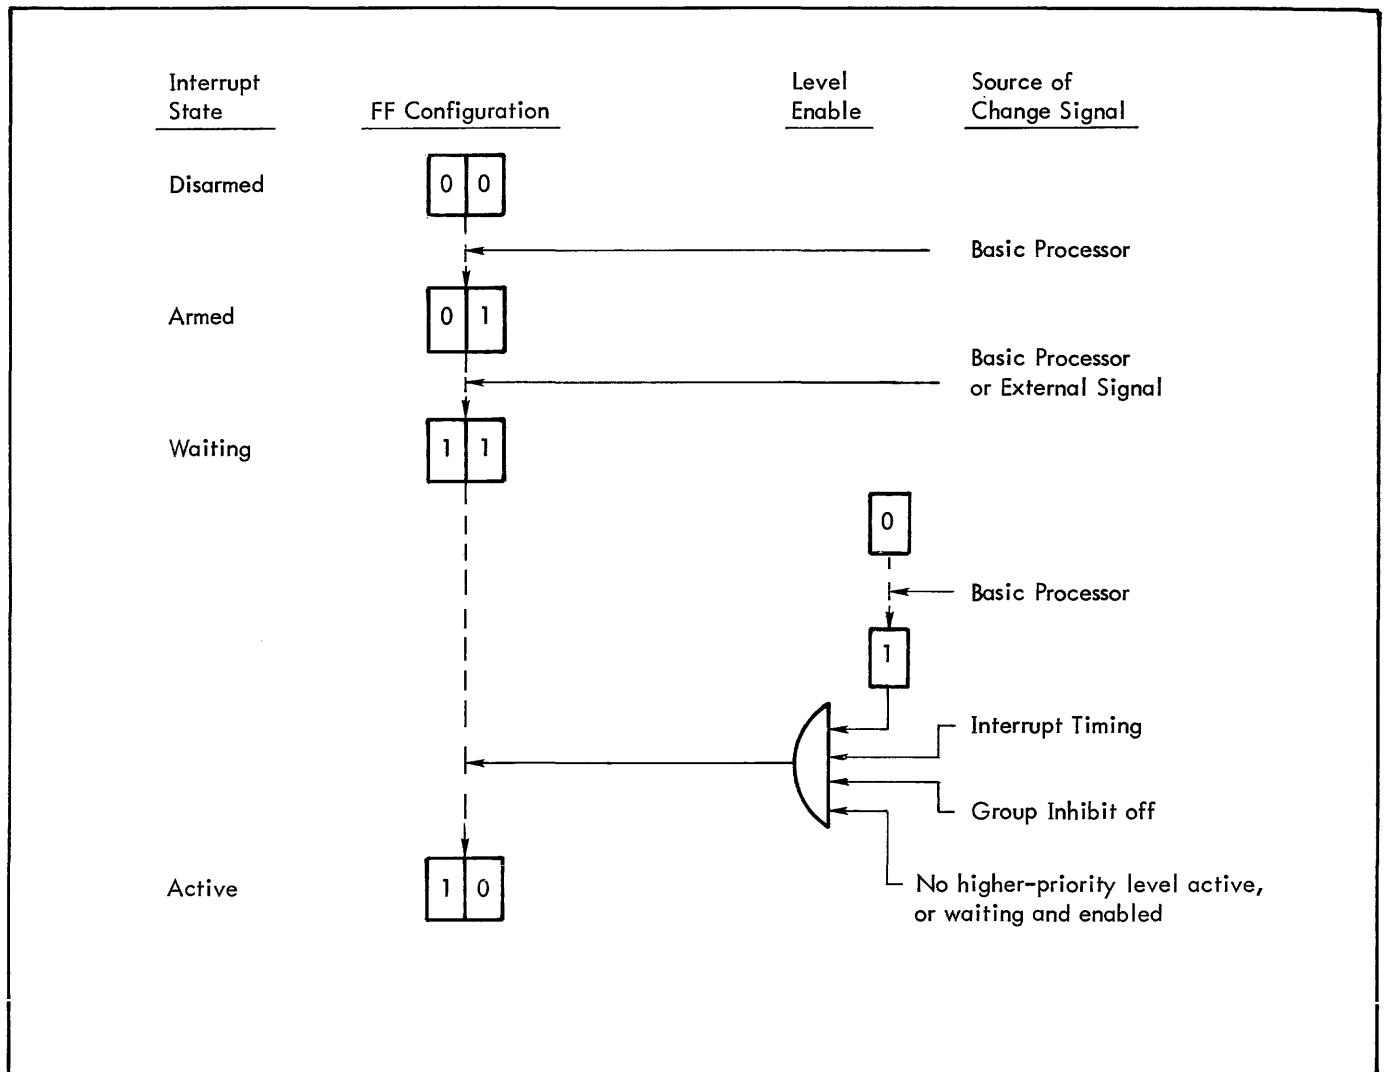 Interrupt
State
FF Configuration
Level
Enable
Source of
Change Signal
Disarmed
0 0
Basic Processor
Armed
0 1
Basic Processor
or External Signal
Waiting
1 1
0
Basic Processor
1
Interrupt Timing
Group Inhibit off
Active
1 0
No higher-priority level active,
or waiting and enabled